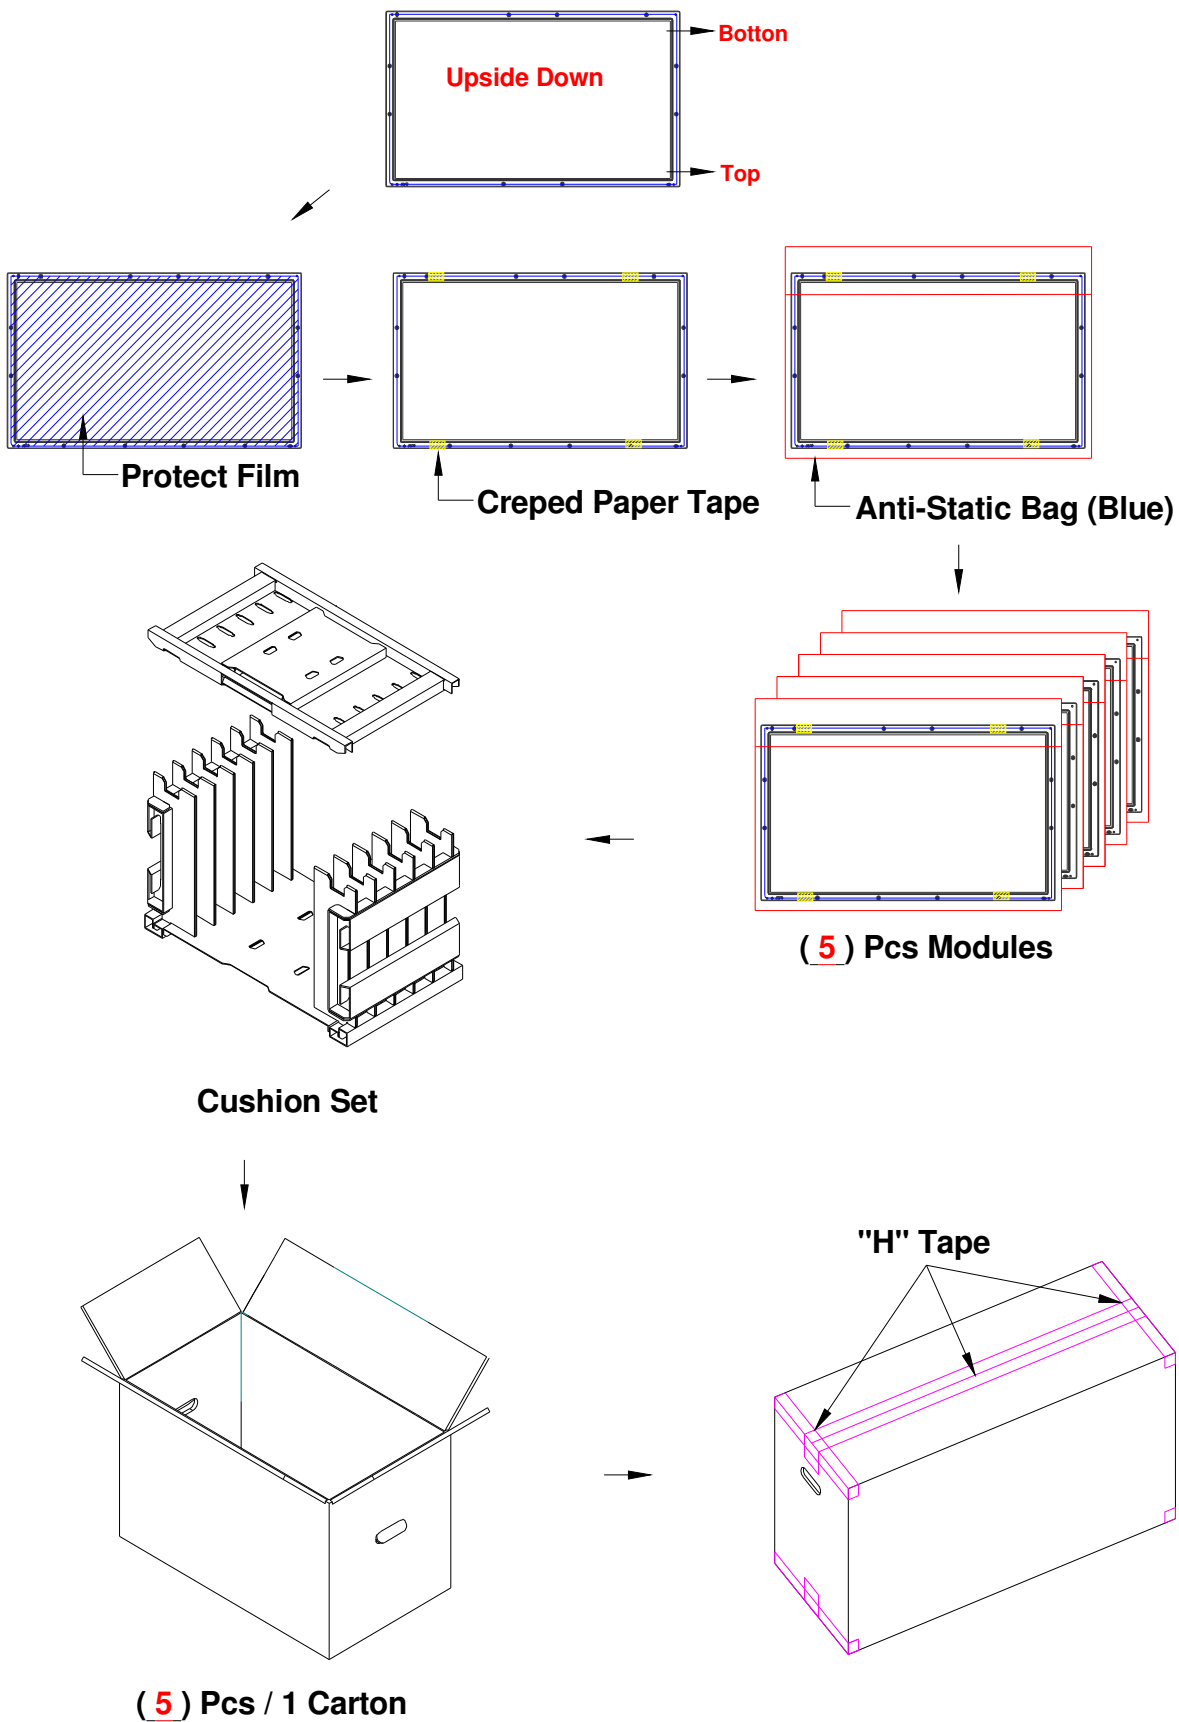 Botton
Upside Down
Top
Protect Film
Creped Paper Tape
Anti-Static Bag (Blue)
( 5 ) Pcs Modules
Cushion Set
"H" Tape
( 5 ) Pcs / 1 Carton